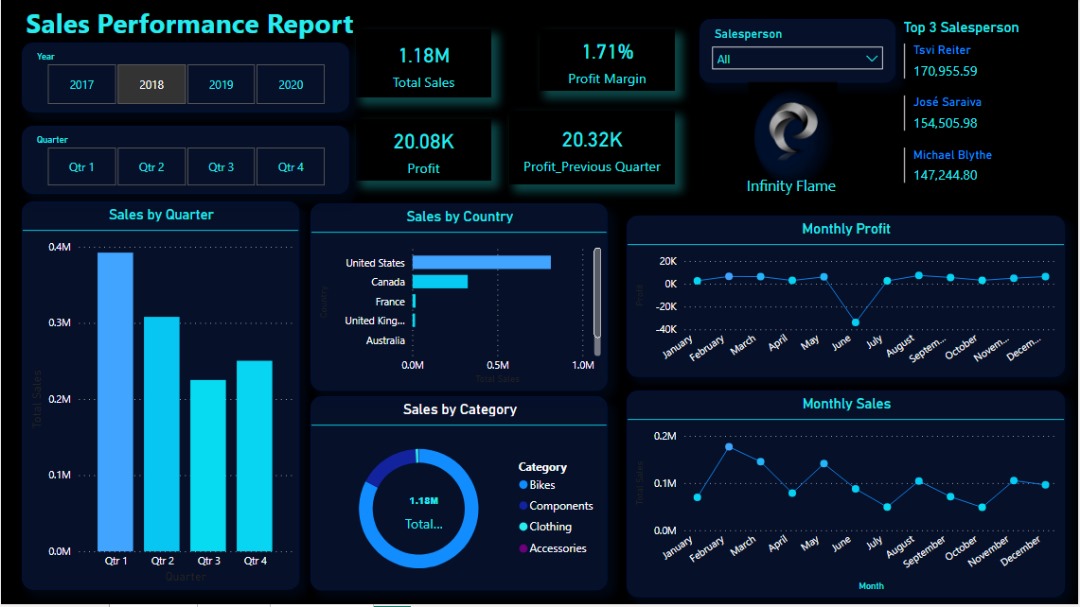 Sales Performance Report
Year
2017 2018 2019 2020
Quarter
Qtr 1 Qtr 2 Qtr 3 Qtr 4
1.18M
Total Sales
1.71%
Profit Margin
20.08K
Profit
20.32K
Profit_Previous Quarter
Salesperson
All
Infinity Flame
Top 3 Salesperson
Tsvi Reiter
170,955.59
José Saraiva
154,505.98
Michael Blythe
147,244.80
Sales by Quarter
Total Sales
0.4M
0.3M
0.2M
0.1M
0.0M
Qtr 1 Qtr 2 Qtr 3 Qtr 4
Quarter
Sales by Country
Country
United States
Canada
France
United King...
Australia
0.0M 0.5M 1.0M
Total Sales
Sales by Category
1.18M
Total...
Category
Bikes
Components
Clothing
Accessories
Monthly Profit
Profit
20K
0K
-20K
-40K
January February March April May June July August Septem... October Novem... Decem...
Monthly Sales
Total Sales
0.2M
0.1M
0.0M
January February March April May June July August September October November December
Month